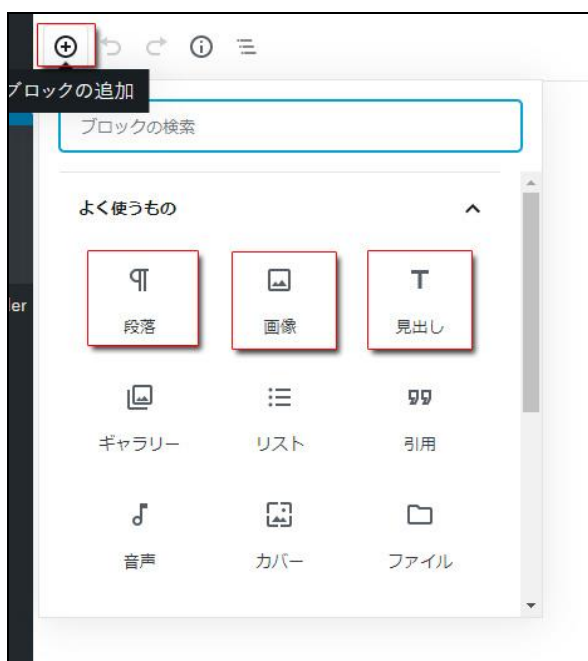 ブロックの追加
ブロックの検索
よく使うもの
段落
画像
見出し
ler
ギャラリー
リスト
引用
音声
カバー
ファイル